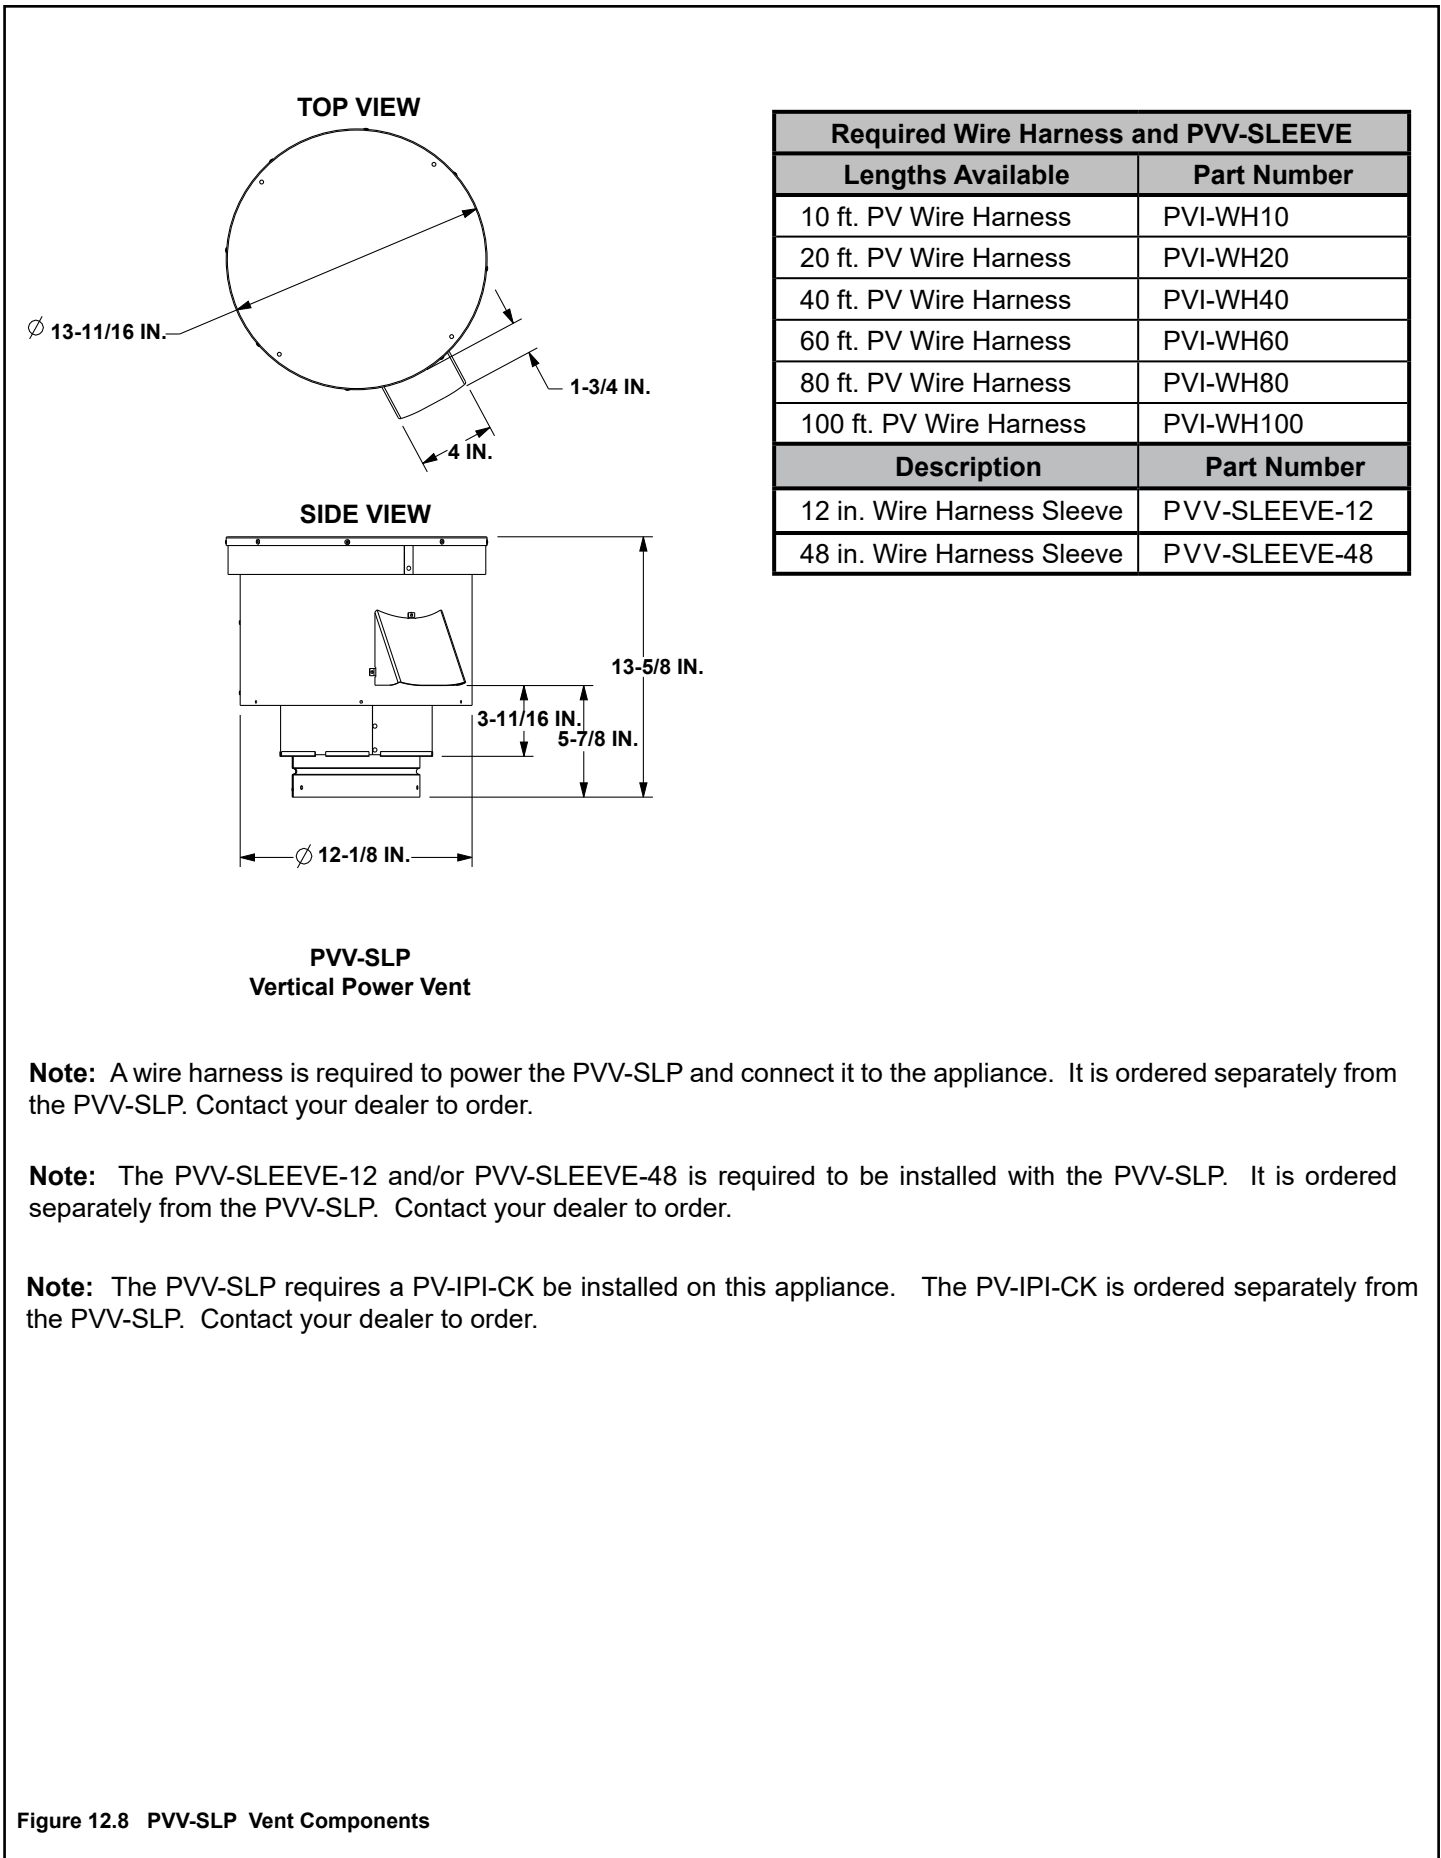 TOP VIEW
Ø 13-11/16 IN.
1-3/4 IN.
4 IN.
SIDE VIEW
13-5/8 IN.
3-11/16 IN.
5-7/8 IN.
Ø 12-1/8 IN.
PVV-SLP
Vertical Power Vent
Required Wire Harness and PVV-SLEEVE
Lengths Available Part Number
10 ft. PV Wire Harness PVI-WH10
20 ft. PV Wire Harness PVI-WH20
40 ft. PV Wire Harness PVI-WH40
60 ft. PV Wire Harness PVI-WH60
80 ft. PV Wire Harness PVI-WH80
100 ft. PV Wire Harness PVI-WH100
Description Part Number
12 in. Wire Harness Sleeve PVV-SLEEVE-12
48 in. Wire Harness Sleeve PVV-SLEEVE-48
Note: A wire harness is required to power the PVV-SLP and connect it to the appliance. It is ordered separately from
the PVV-SLP. Contact your dealer to order.
Note: The PVV-SLEEVE-12 and/or PVV-SLEEVE-48 is required to be installed with the PVV-SLP. It is ordered
separately from the PVV-SLP. Contact your dealer to order.
Note: The PVV-SLP requires a PV-IPI-CK be installed on this appliance. The PV-IPI-CK is ordered separately from
the PVV-SLP. Contact your dealer to order.
Figure 12.8 PVV-SLP Vent Components